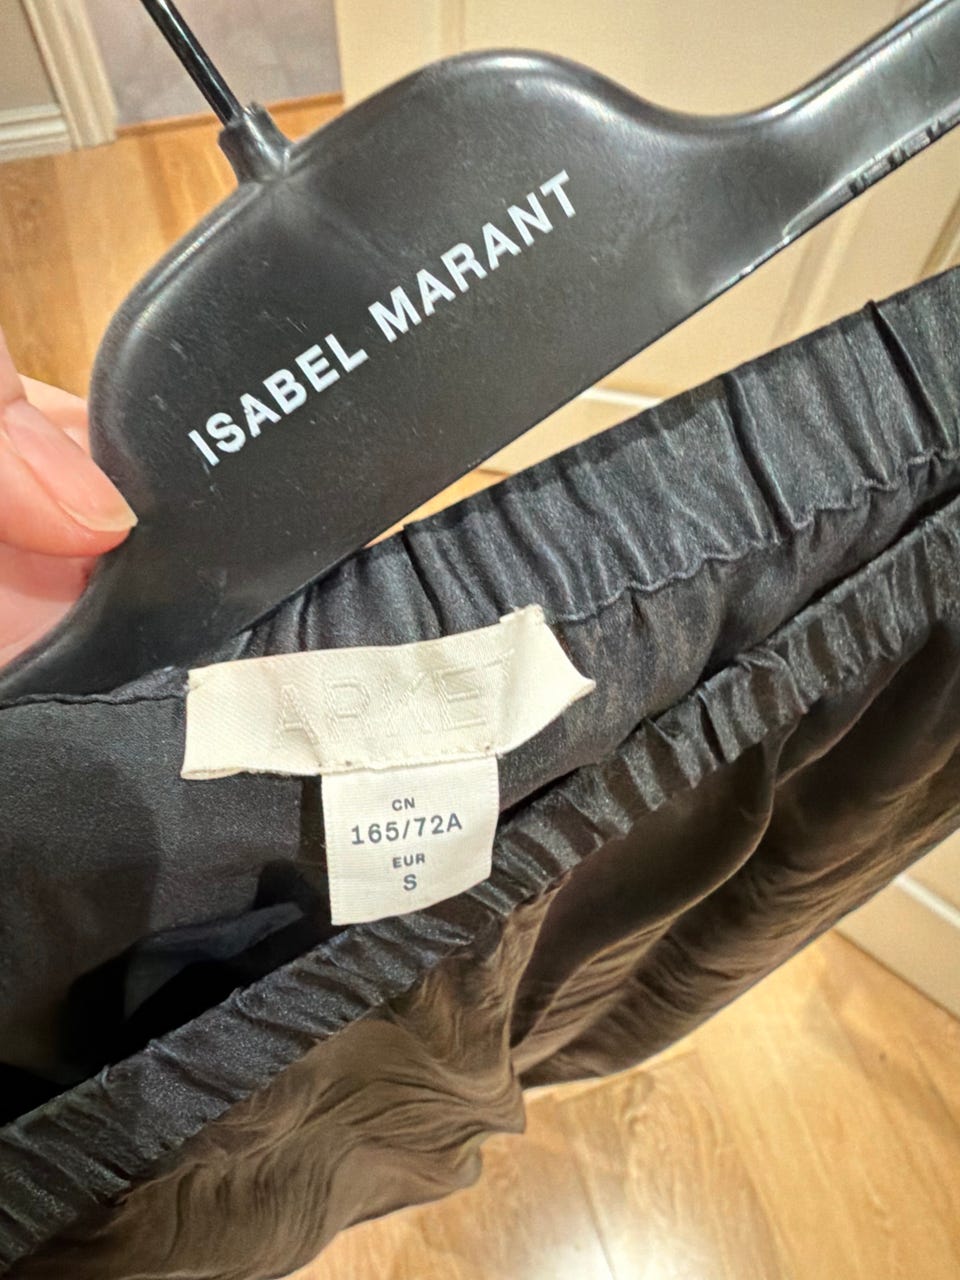 ISABEL MARANT
ARKET
CN
165/72A
EUR
S